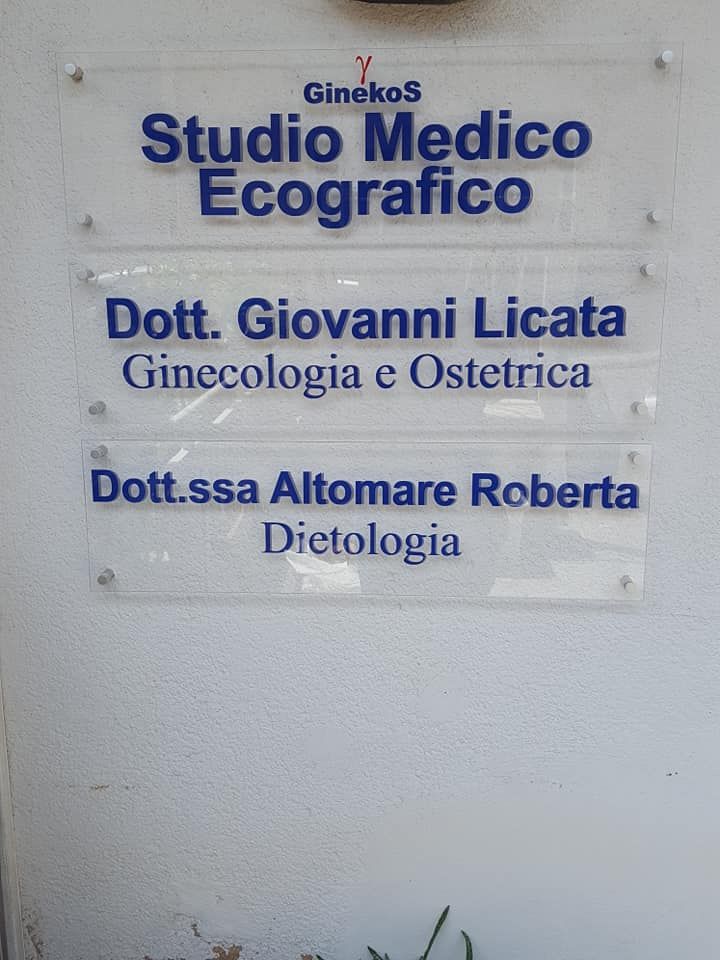 γ
GinekoS
Studio Medico
Ecografico
Dott. Giovanni Licata
Ginecologia e Ostetrica
Dott.ssa Altomare Roberta
Dietologia